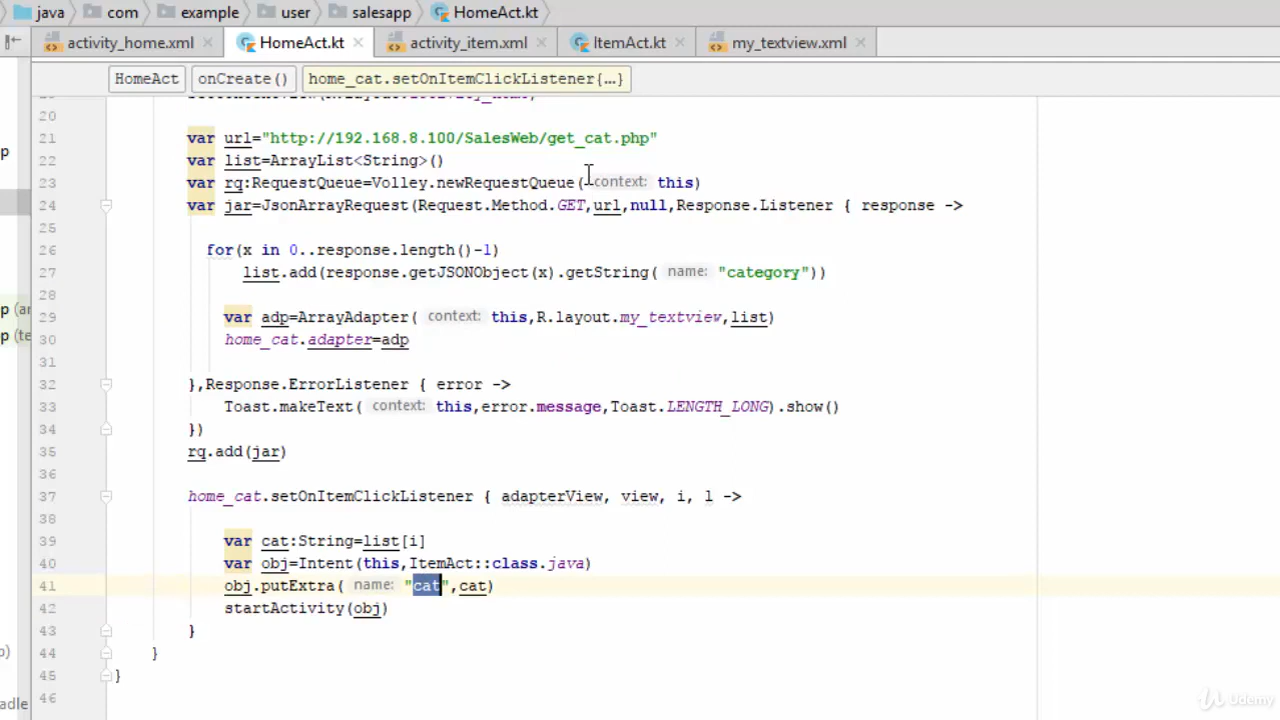 java com example user salesapp HomeAct.kt
activity_home.xml HomeAct.kt activity_item.xml ItemAct.kt my_textview.xml
HomeAct onCreate() home_cat.setOnItemClickListener{...}
20
21 var url="http://192.168.8.100/SalesWeb/get_cat.php"
22 var list=ArrayList<String>()
23 var rq:RequestQueue=Volley.newRequestQueue( context: this)
24 var jar=JsonArrayRequest(Request.Method.GET,url,null,Response.Listener { response ->
25
26 for(x in 0..response.length()-1)
27 list.add(response.getJSONObject(x).getString( name: "category"))
28
29 var adp=ArrayAdapter( context: this,R.layout.my_textview,list)
30 home_cat.adapter=adp
31
32 },Response.ErrorListener { error ->
33 Toast.makeText( context: this,error.message,Toast.LENGTH_LONG).show()
34 })
35 rq.add(jar)
36
37 home_cat.setOnItemClickListener { adapterView, view, i, l ->
38
39 var cat:String=list[i]
40 var obj=Intent(this,ItemAct::class.java)
41 obj.putExtra( name: "cat",cat)
42 startActivity(obj)
43 }
44 }
45 }
46
Udemy